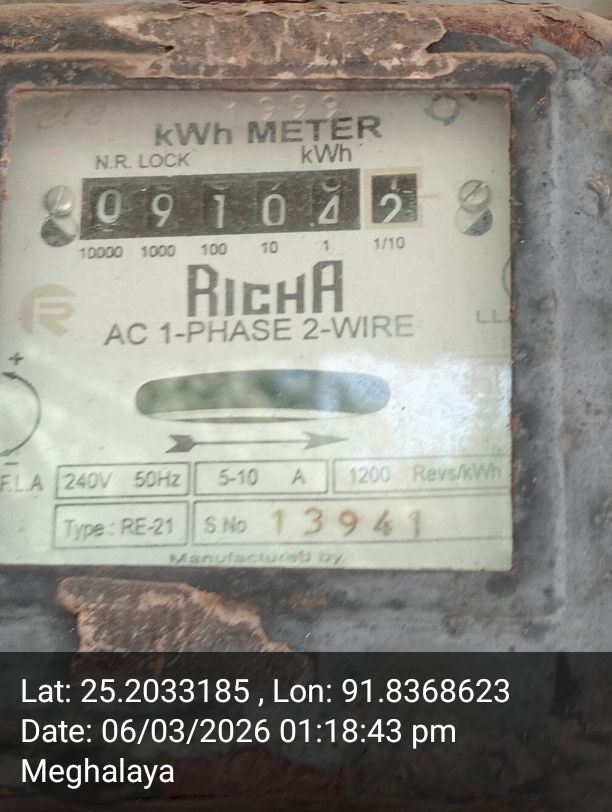 1999
kWh METER
N.R. LOCK kWh
0 9 1 0 4 2
10000 1000 100 10 1 1/10
RICHA
AC 1-PHASE 2-WIRE
+
-
F.L.A
240V 50Hz 5-10 A 1200 Revs/kWh
Type : RE-21 S.No 13941
Manufactured by
Lat: 25.2033185 , Lon: 91.8368623
Date: 06/03/2026 01:18:43 pm
Meghalaya